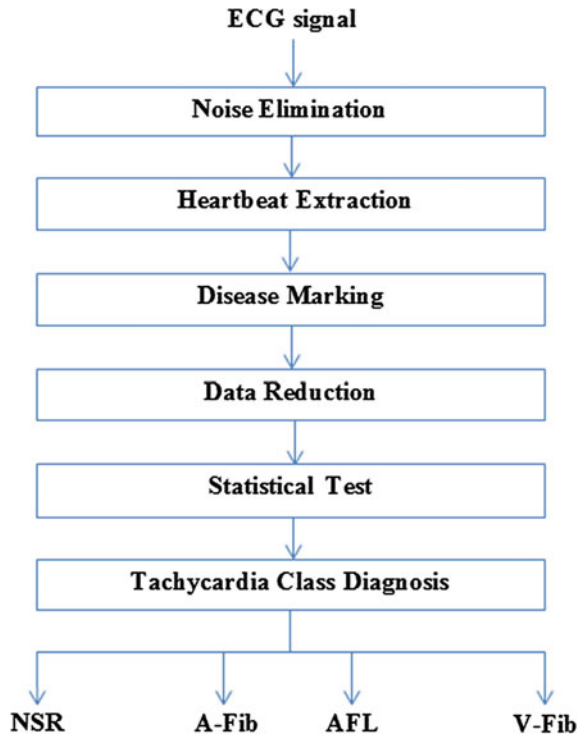 ECG signal
Noise Elimination
Heartbeat Extraction
Disease Marking
Data Reduction
Statistical Test
Tachycardia Class Diagnosis
NSR A-Fib AFL V-Fib